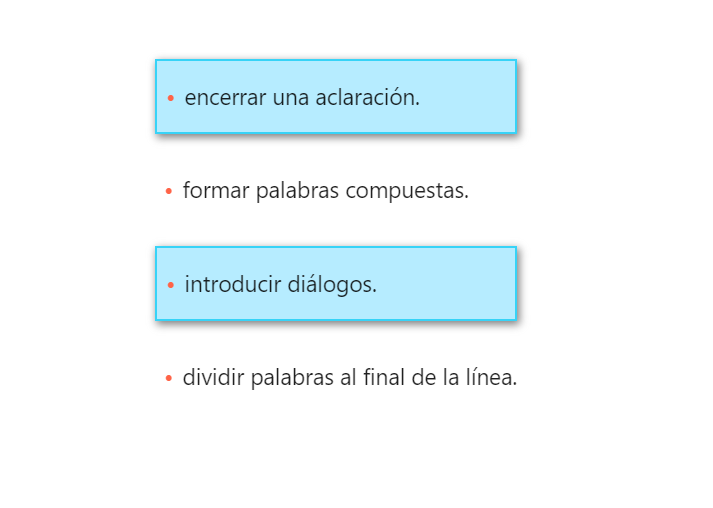 • encerrar una aclaración.
• formar palabras compuestas.
• introducir diálogos.
• dividir palabras al final de la línea.